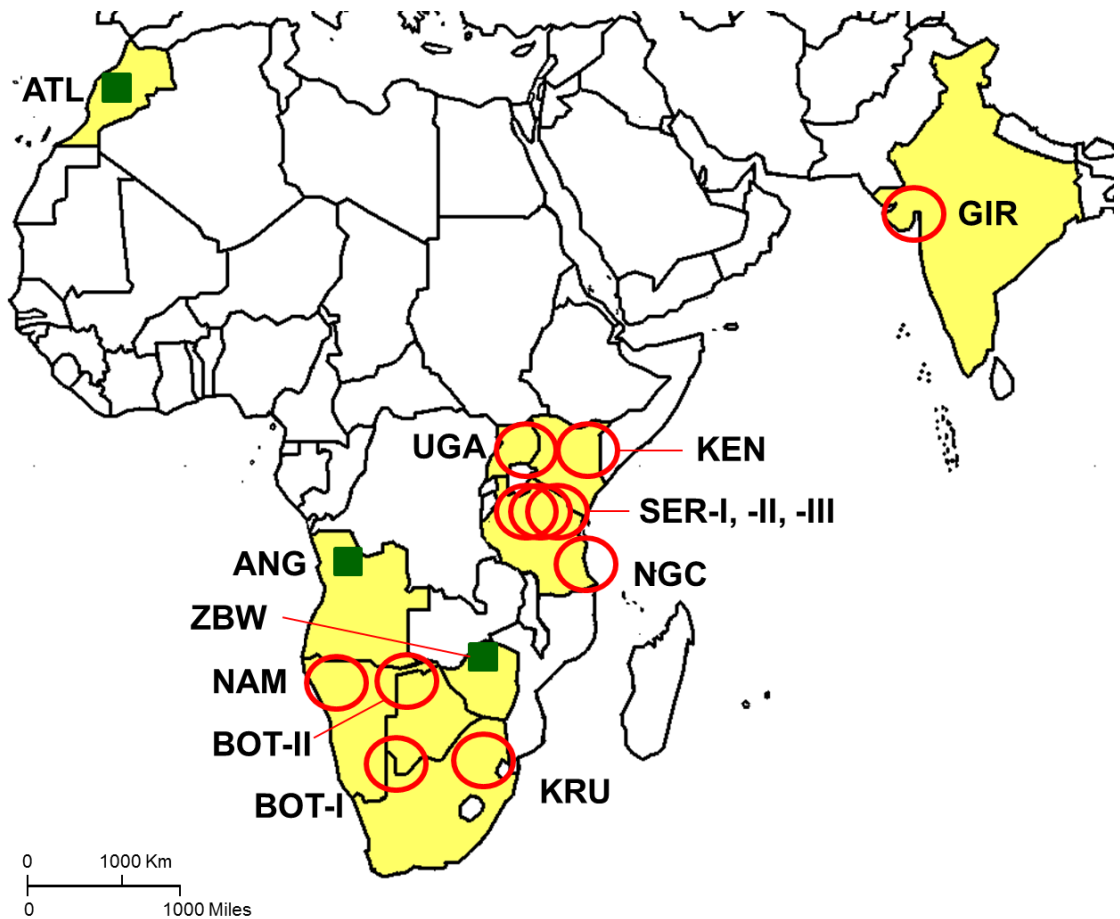 ATL
GIR
UGA
KEN
SER-I, -II, -III
ANG
NGC
ZBW
NAM
BOT-II
KRU
BOT-I
0 1000 Km
0 1000 Miles